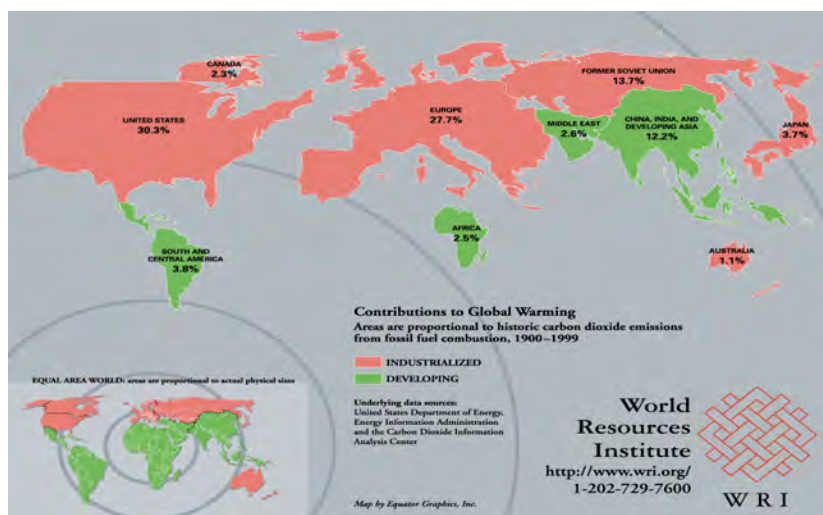 CANADA
2.3%
UNITED STATES
30.3%
EUROPE
27.7%
FORMER SOVIET UNION
13.7%
MIDDLE EAST
2.6%
CHINA, INDIA, AND
DEVELOPING ASIA
12.2%
JAPAN
3.7%
SOUTH AND
CENTRAL AMERICA
3.8%
AFRICA
2.5%
AUSTRALIA
1.1%
Contributions to Global Warming
Areas are proportional to historic carbon dioxide emissions
from fossil fuel combustion, 1900–1999
INDUSTRIALIZED
DEVELOPING
EQUAL AREA WORLD: areas are proportional to actual physical sizes
Underlying data sources:
United States Department of Energy,
Energy Information Administration
and the Carbon Dioxide Information
Analysis Center
Map by Equator Graphics, Inc.
World
Resources
Institute
http://www.wri.org/
1-202-729-7600
WRI